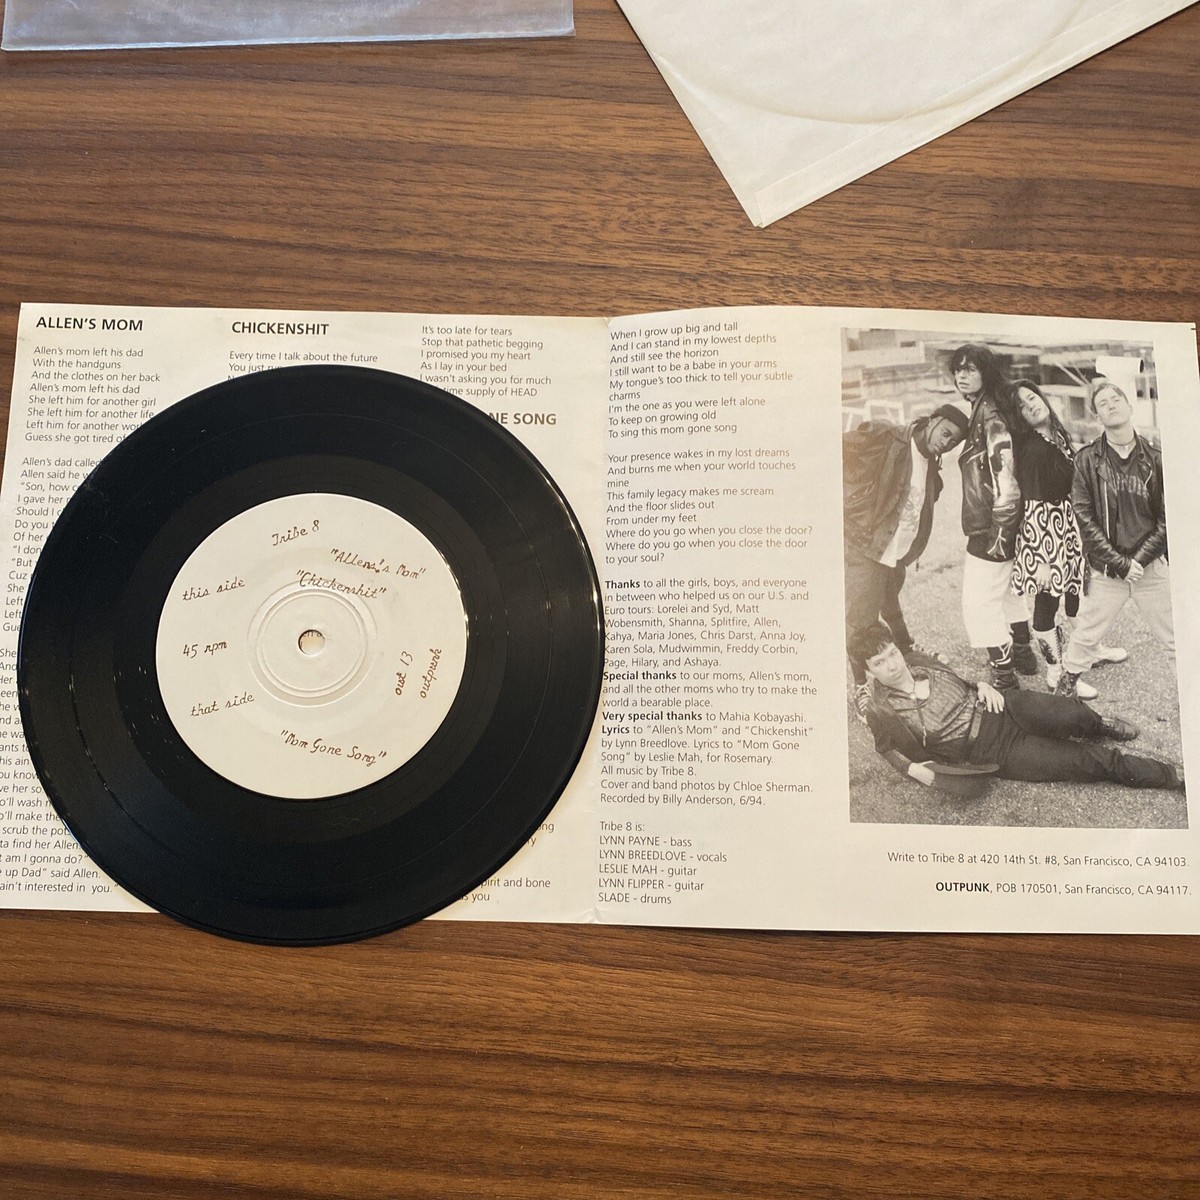 ALLEN'S MOM
Allen's mom left his dad
With the handguns
And the clothes on her back
Allen's mom left his dad
She left him for another girl
She left him for another life
Left him for another
Guess she got tired of
Allen's dad called
Allen said he
"Son, how
I gave her
Should I
Do you
Of her
"I don
"But
Cuz
She
Left
Left
She
And
he w
ants to
his ain
ou know
ve her so
o'll wash
o'll make the
scrub the pots
ta find her Allen
t am I gonna do?"
up Dad" said Allen
ain't interested in you."
CHICKENSHIT
Every time I talk about the future
You just
It's too late for tears
Stop that pathetic begging
I promised you my heart
As I lay in your bed
I wasn't asking you for much
time supply of HEAD
NE SONG
ong
ry
pirit and bone
s you
Tribe 8
"Allens's Mom"
"Chickenshit"
this side
45 rpm
that side
out 13
outpunk
"Mom Gone Song"
When I grow up big and tall
And I can stand in my lowest depths
And still see the horizon
I still want to be a babe in your arms
My tongue's too thick to tell your subtle
charms
I'm the one as you were left alone
To keep on growing old
To sing this mom gone song
Your presence wakes in my lost dreams
And burns me when your world touches
mine
This family legacy makes me scream
And the floor slides out
From under my feet
Where do you go when you close the door?
Where do you go when you close the door
to your soul?
Thanks to all the girls, boys, and everyone
in between who helped us on our U.S. and
Euro tours: Lorelei and Syd, Matt
Wobensmith, Shanna, Splitfire, Allen,
Kahya, Maria Jones, Chris Darst, Anna Joy,
Karen Sola, Mudwimmin, Freddy Corbin,
Page, Hilary, and Ashaya.
Special thanks to our moms, Allen's mom,
and all the other moms who try to make the
world a bearable place.
Very special thanks to Mahia Kobayashi.
Lyrics to "Allen's Mom" and "Chickenshit"
by Lynn Breedlove. Lyrics to "Mom Gone
Song" by Leslie Mah, for Rosemary.
All music by Tribe 8.
Cover and band photos by Chloe Sherman.
Recorded by Billy Anderson, 6/94.
Tribe 8 is:
LYNN PAYNE - bass
LYNN BREEDLOVE - vocals
LESLIE MAH - guitar
LYNN FLIPPER - guitar
SLADE - drums
Write to Tribe 8 at 420 14th St. #8, San Francisco, CA 94103.
OUTPUNK, POB 170501, San Francisco, CA 94117.